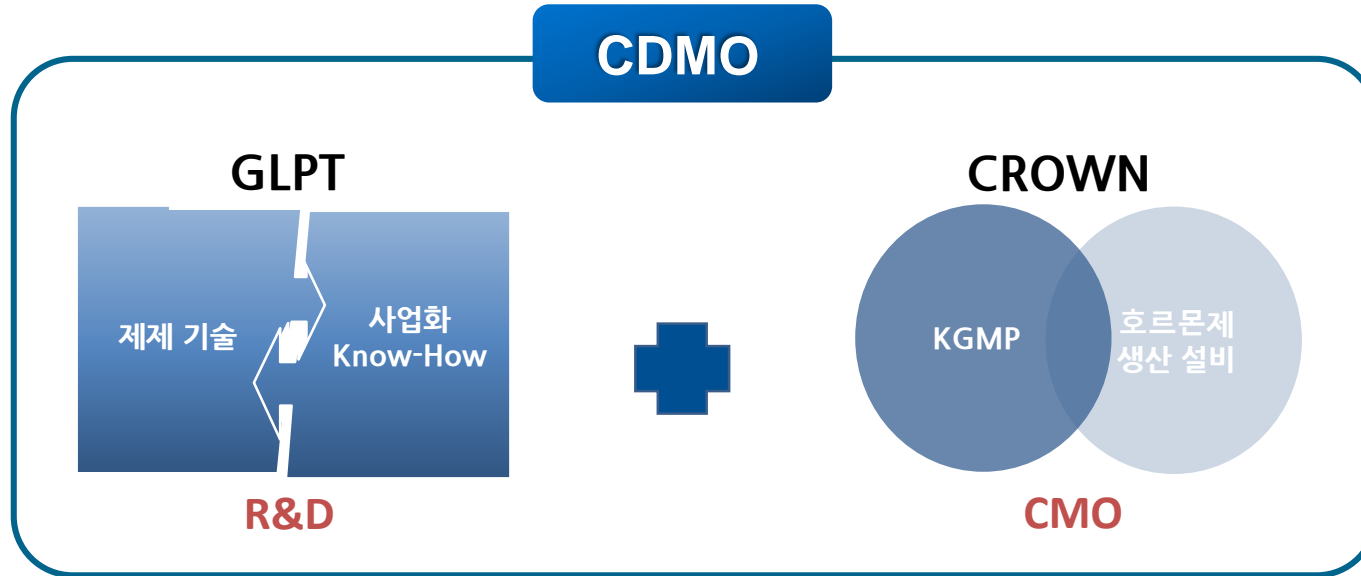 CDMO
GLPT
제제 기술
사업화
Know-How
R&D
CROWN
KGMP
호르몬제
생산 설비
CMO